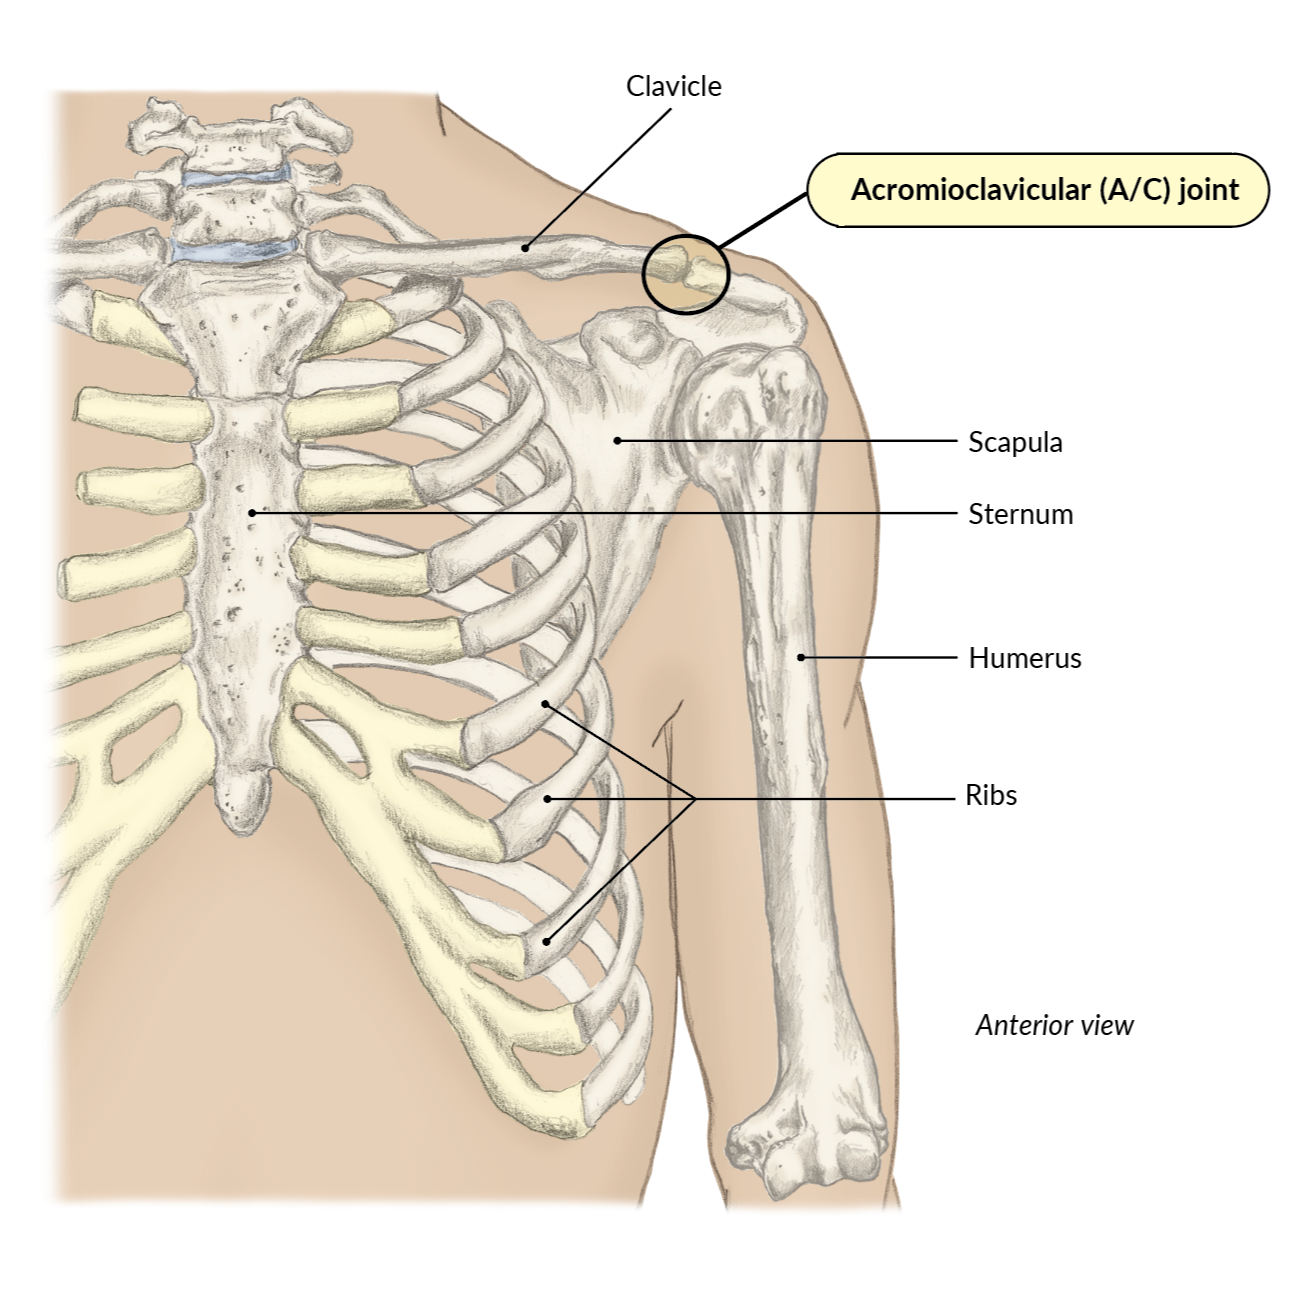 Clavicle
Acromioclavicular (A/C) joint
Scapula
Sternum
Humerus
Ribs
Anterior view